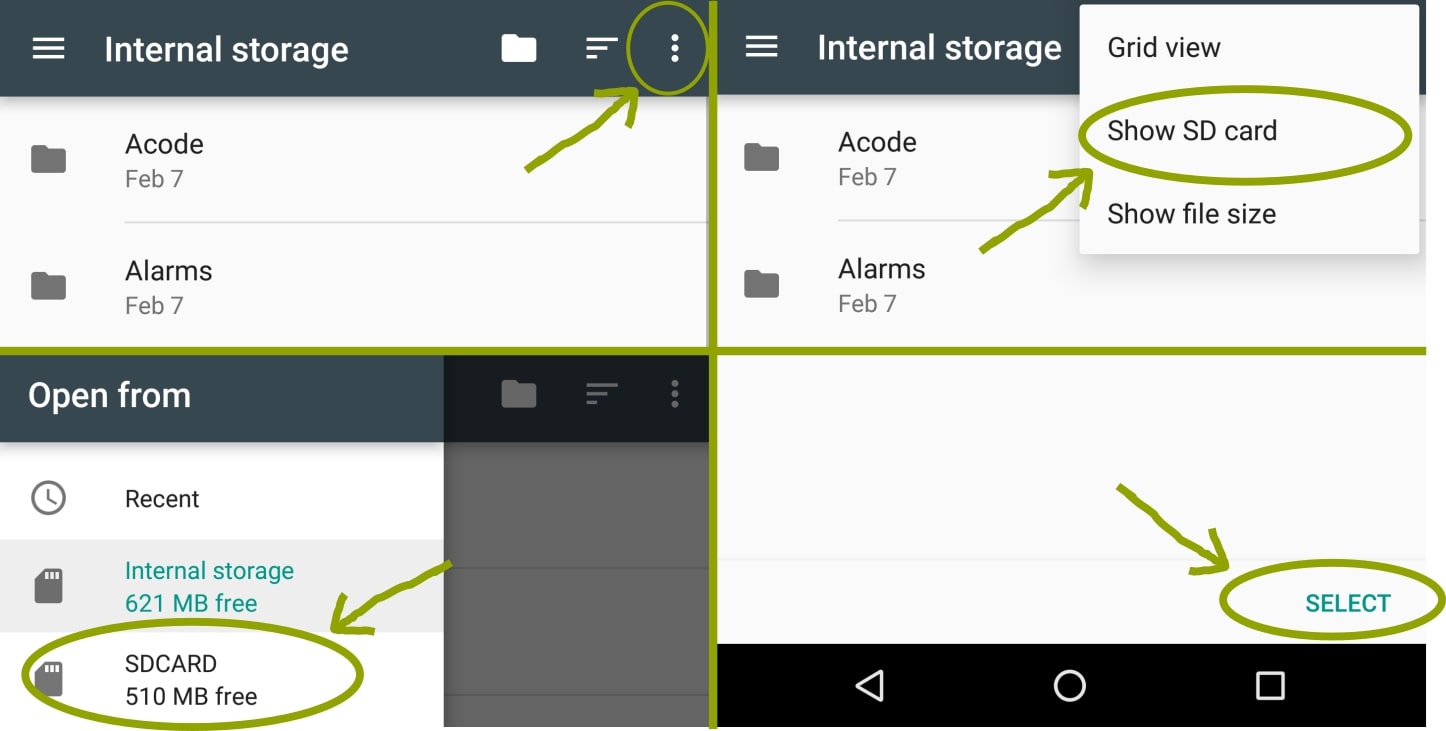 Internal storage
Acode
Feb 7
Alarms
Feb 7
Internal storage
Grid view
Show SD card
Show file size
Acode
Feb 7
Alarms
Feb 7
Open from
Recent
Internal storage
621 MB free
SDCARD
510 MB free
SELECT